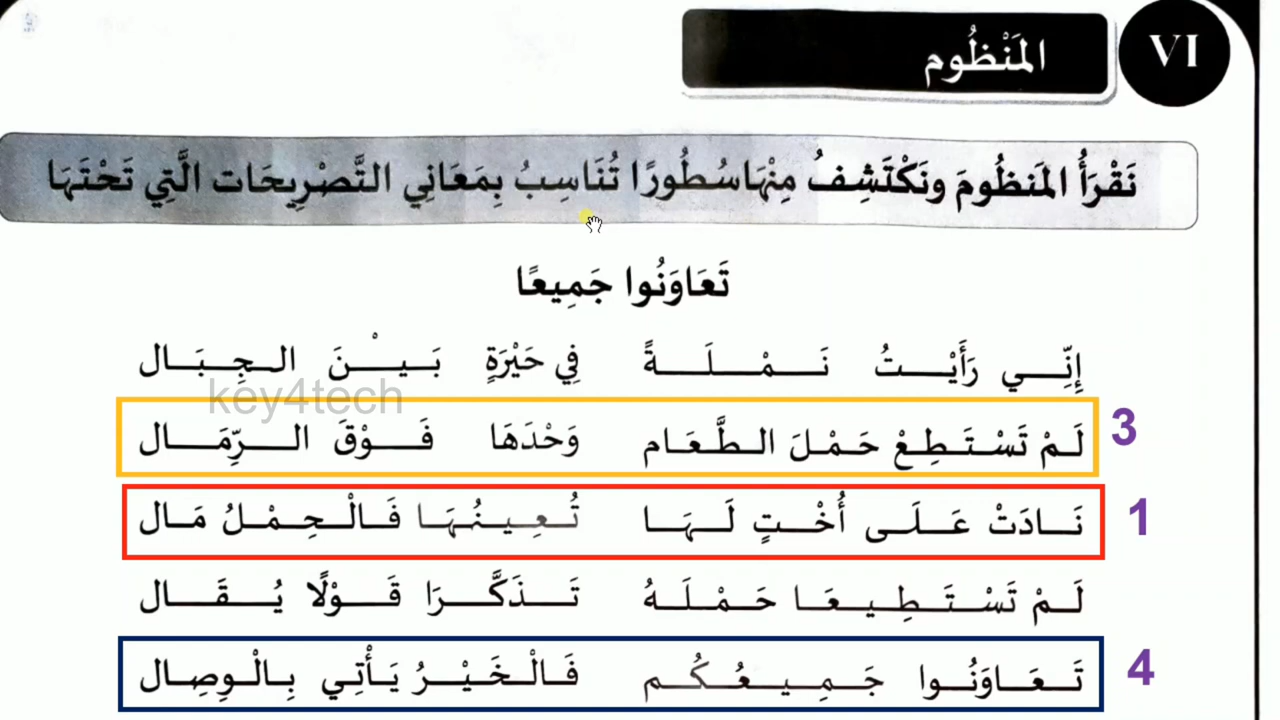 VI
المَنْظُوم
نَقْرَأُ المَنظُومَ ونَكْتَشِفُ مِنْهَاسُطُورًا تُنَاسِبُ بِمَعَانِي التَّصْرِيحَات الَّتِي تَحْتَهَا
تَعَاوَنُوا جَمِيعًا
إِنِّي رَأَيْتُ نَمْلَةً فِي حَيْرَةٍ بَيْنَ الجِبَال
key4tech
لَمْ تَسْتَطِعْ حَمْلَ الطَّعَام وَحْدَهَا فَوْقَ الرِّمَال 3
نَادَتْ عَلَى أُخْتٍ لَهَا تُعِينُهَا فَالْحِمْلُ مَال 1
لَمْ تَسْتَطِيعَا حَمْلَهُ تَذَكَّرَا قَوْلًا يُقَال
تَعَاوَنُوا جَمِيعُكُم فَالْخَيْرُ يَأْتِي بِالْوِصِال 4